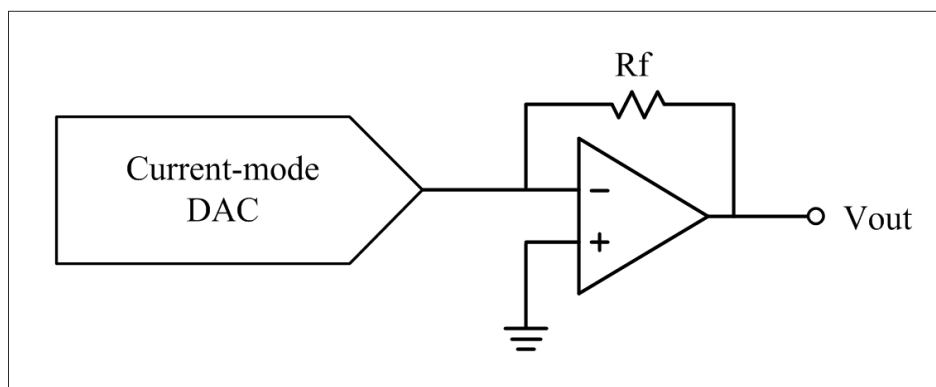 Rf
Current-mode
DAC
−
+
Vout